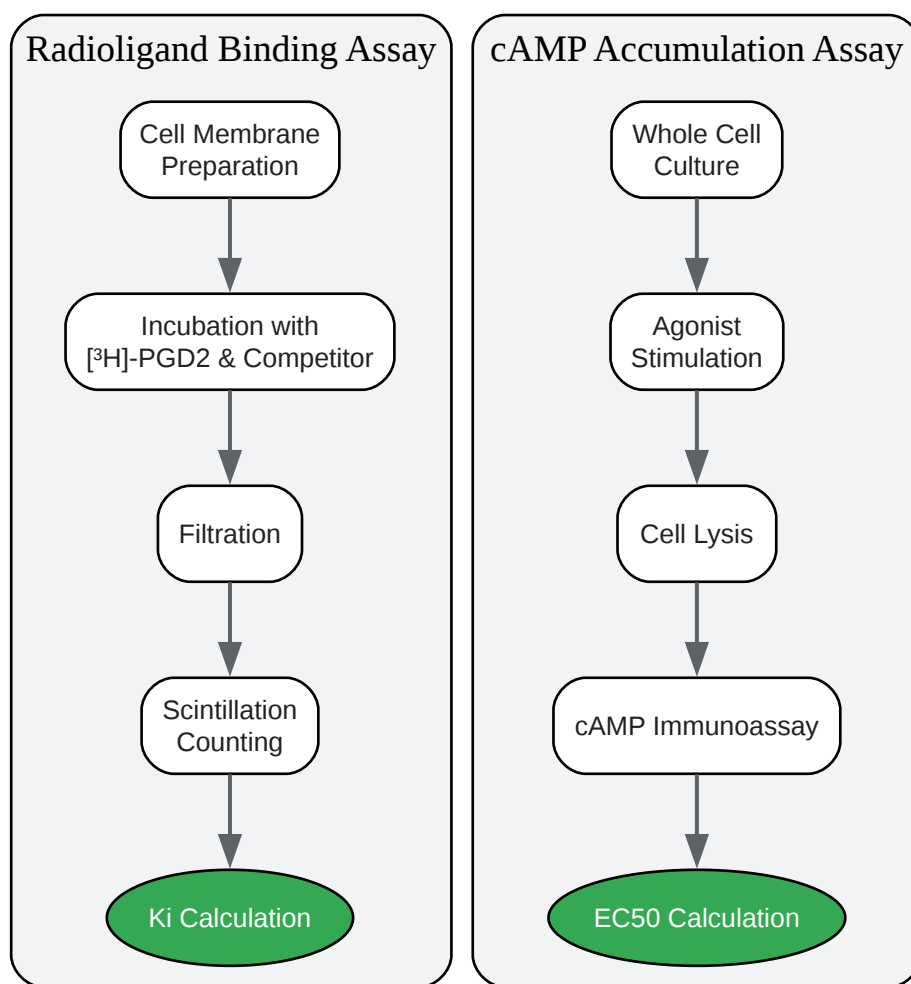 Radioligand Binding Assay
Cell Membrane
Preparation
Incubation with
[³H]-PGD2 & Competitor
Filtration
Scintillation
Counting
Ki Calculation
cAMP Accumulation Assay
Whole Cell
Culture
Agonist
Stimulation
Cell Lysis
cAMP Immunoassay
EC50 Calculation